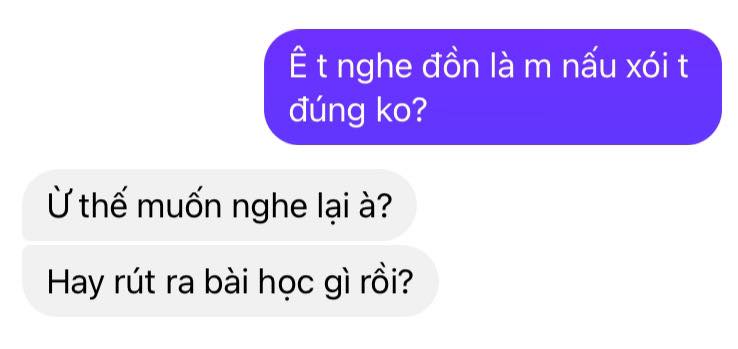 Ê t nghe đồn là m nấu xói t
đúng ko?
Ừ thế muốn nghe lại à?
Hay rút ra bài học gì rồi?